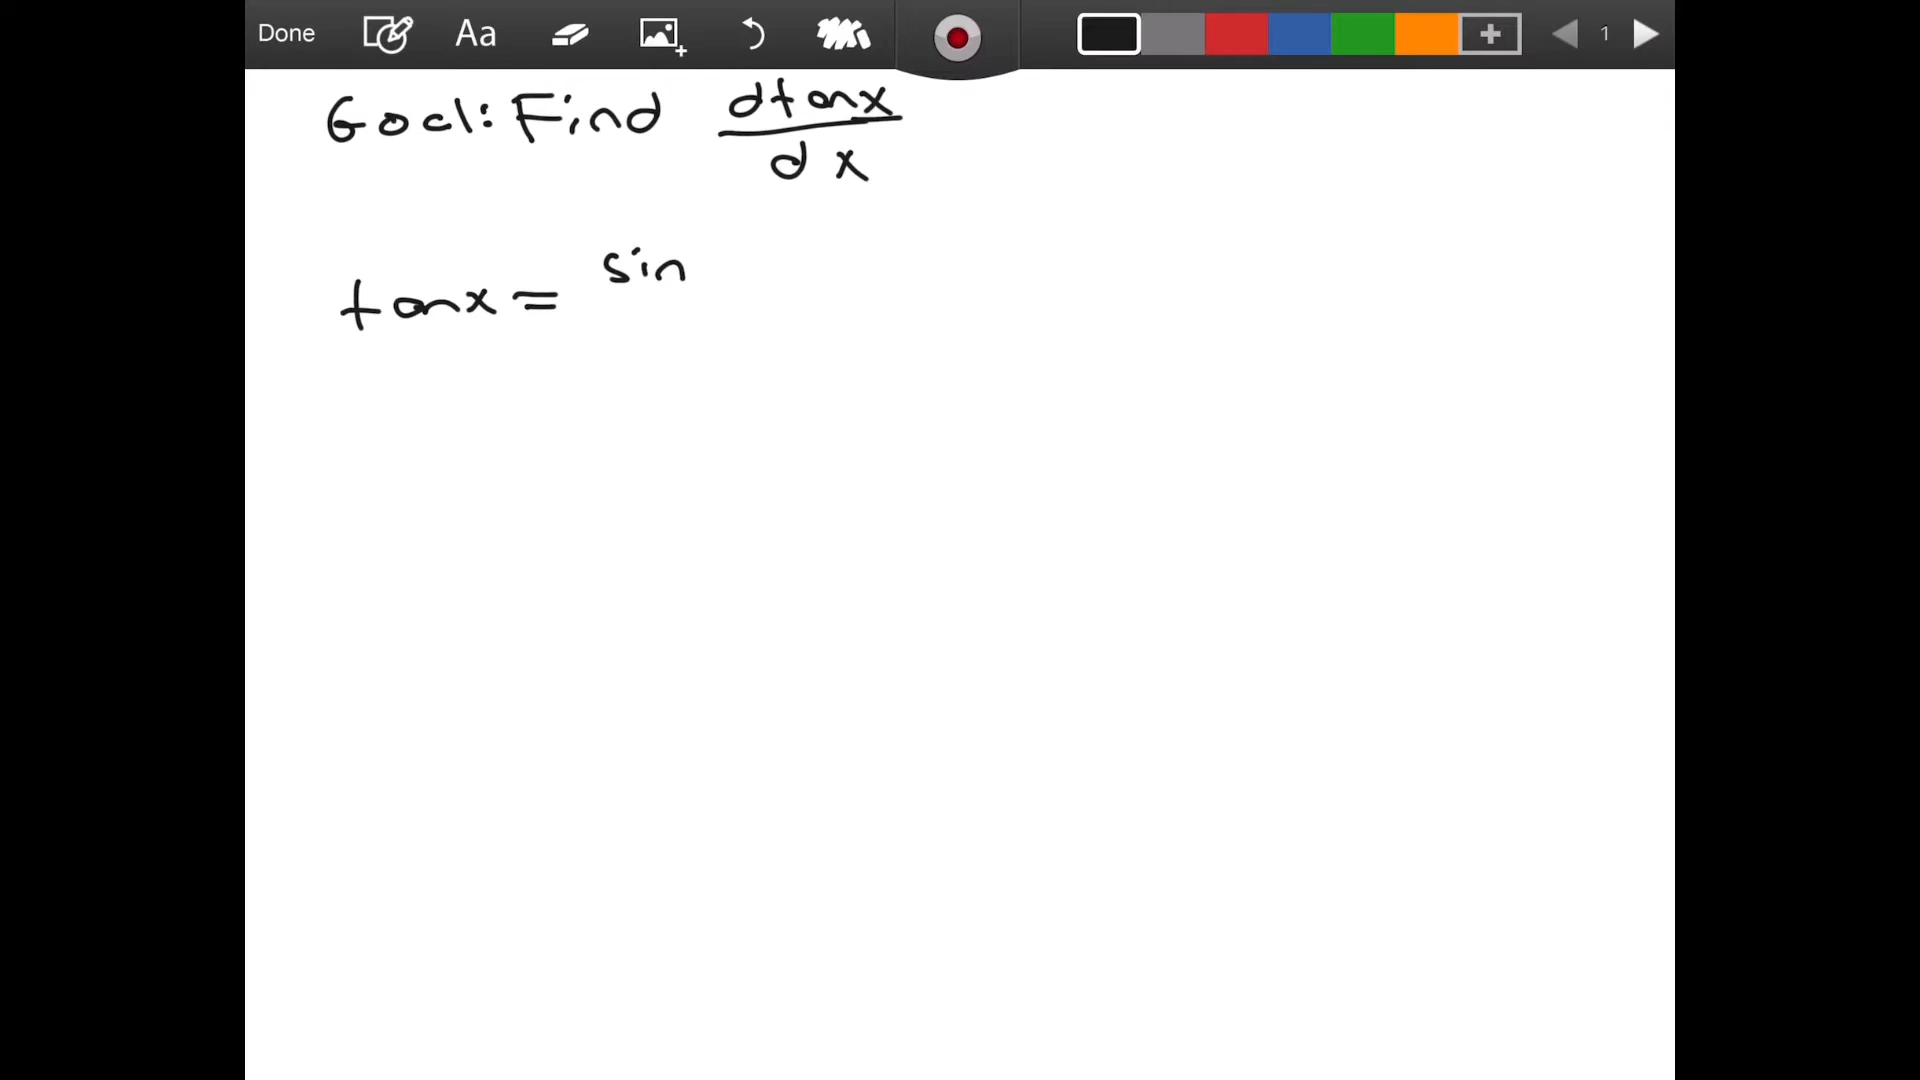 Done Aa 1
Goal: Find dtanx/dx
tanx = sin